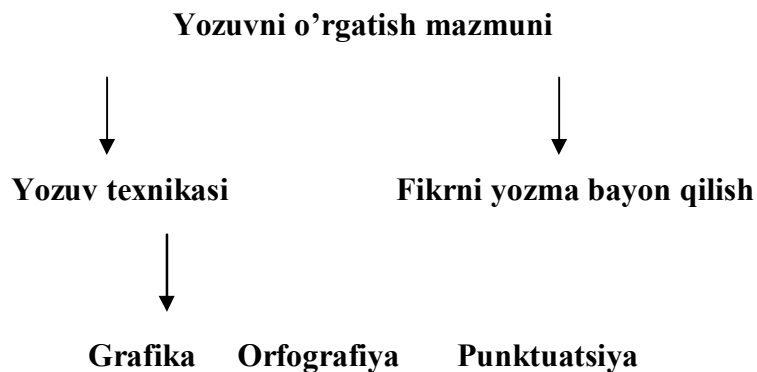 Yozuvni o’rgatish mazmuni
Yozuv texnikasi Fikrni yozma bayon qilish
Grafika Orfografiya Punktuatsiya